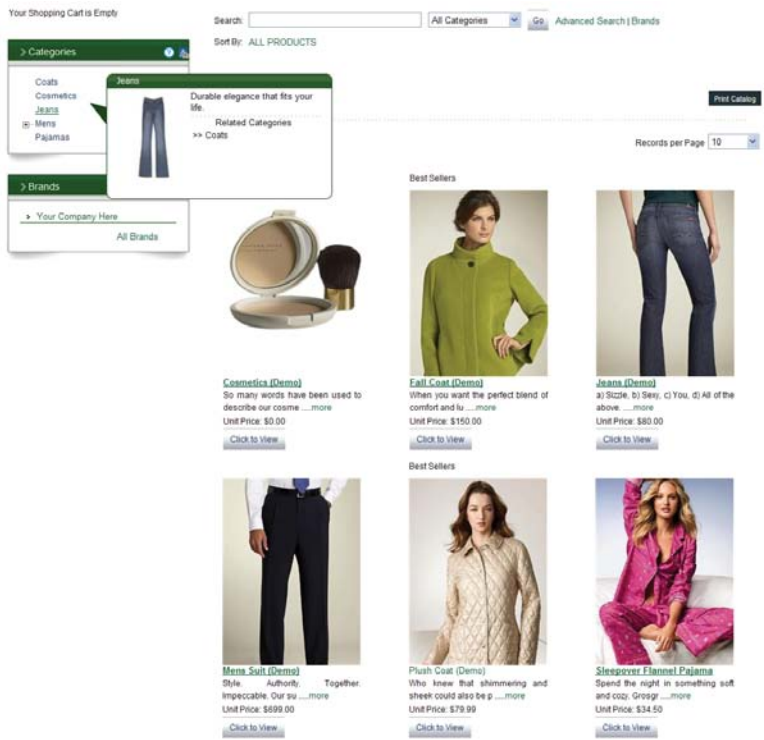 Your Shopping Cart is Empty
Search:
All Categories
Go
Advanced Search | Brands
Sort By: ALL PRODUCTS
> Categories
Coats
Cosmetics
Jeans
Mens
Pajamas
Jeans
Durable elegance that fits your
life.
Related Categories
>> Coats
Print Catalog
Records per Page 10
> Brands
Your Company Here
All Brands
Best Sellers
Cosmetics (Demo)
So many words have been used to
describe our cosme .....more
Unit Price: $0.00
Click to View
Fall Coat (Demo)
When you want the perfect blend of
comfort and lu .....more
Unit Price: $150.00
Click to View
Jeans (Demo)
a) Sizzle, b) Sexy, c) You, d) All of the
above. .....more
Unit Price: $80.00
Click to View
Best Sellers
Mens Suit (Demo)
Style. Authority. Together.
Impeccable. Our su .....more
Unit Price: $699.00
Click to View
Plush Coat (Demo)
Who knew that shimmering and
sheek could also be p .....more
Unit Price: $79.99
Click to View
Sleepover Flannel Pajama
Spend the night in something soft
and cozy. Grosgr .....more
Unit Price: $34.50
Click to View